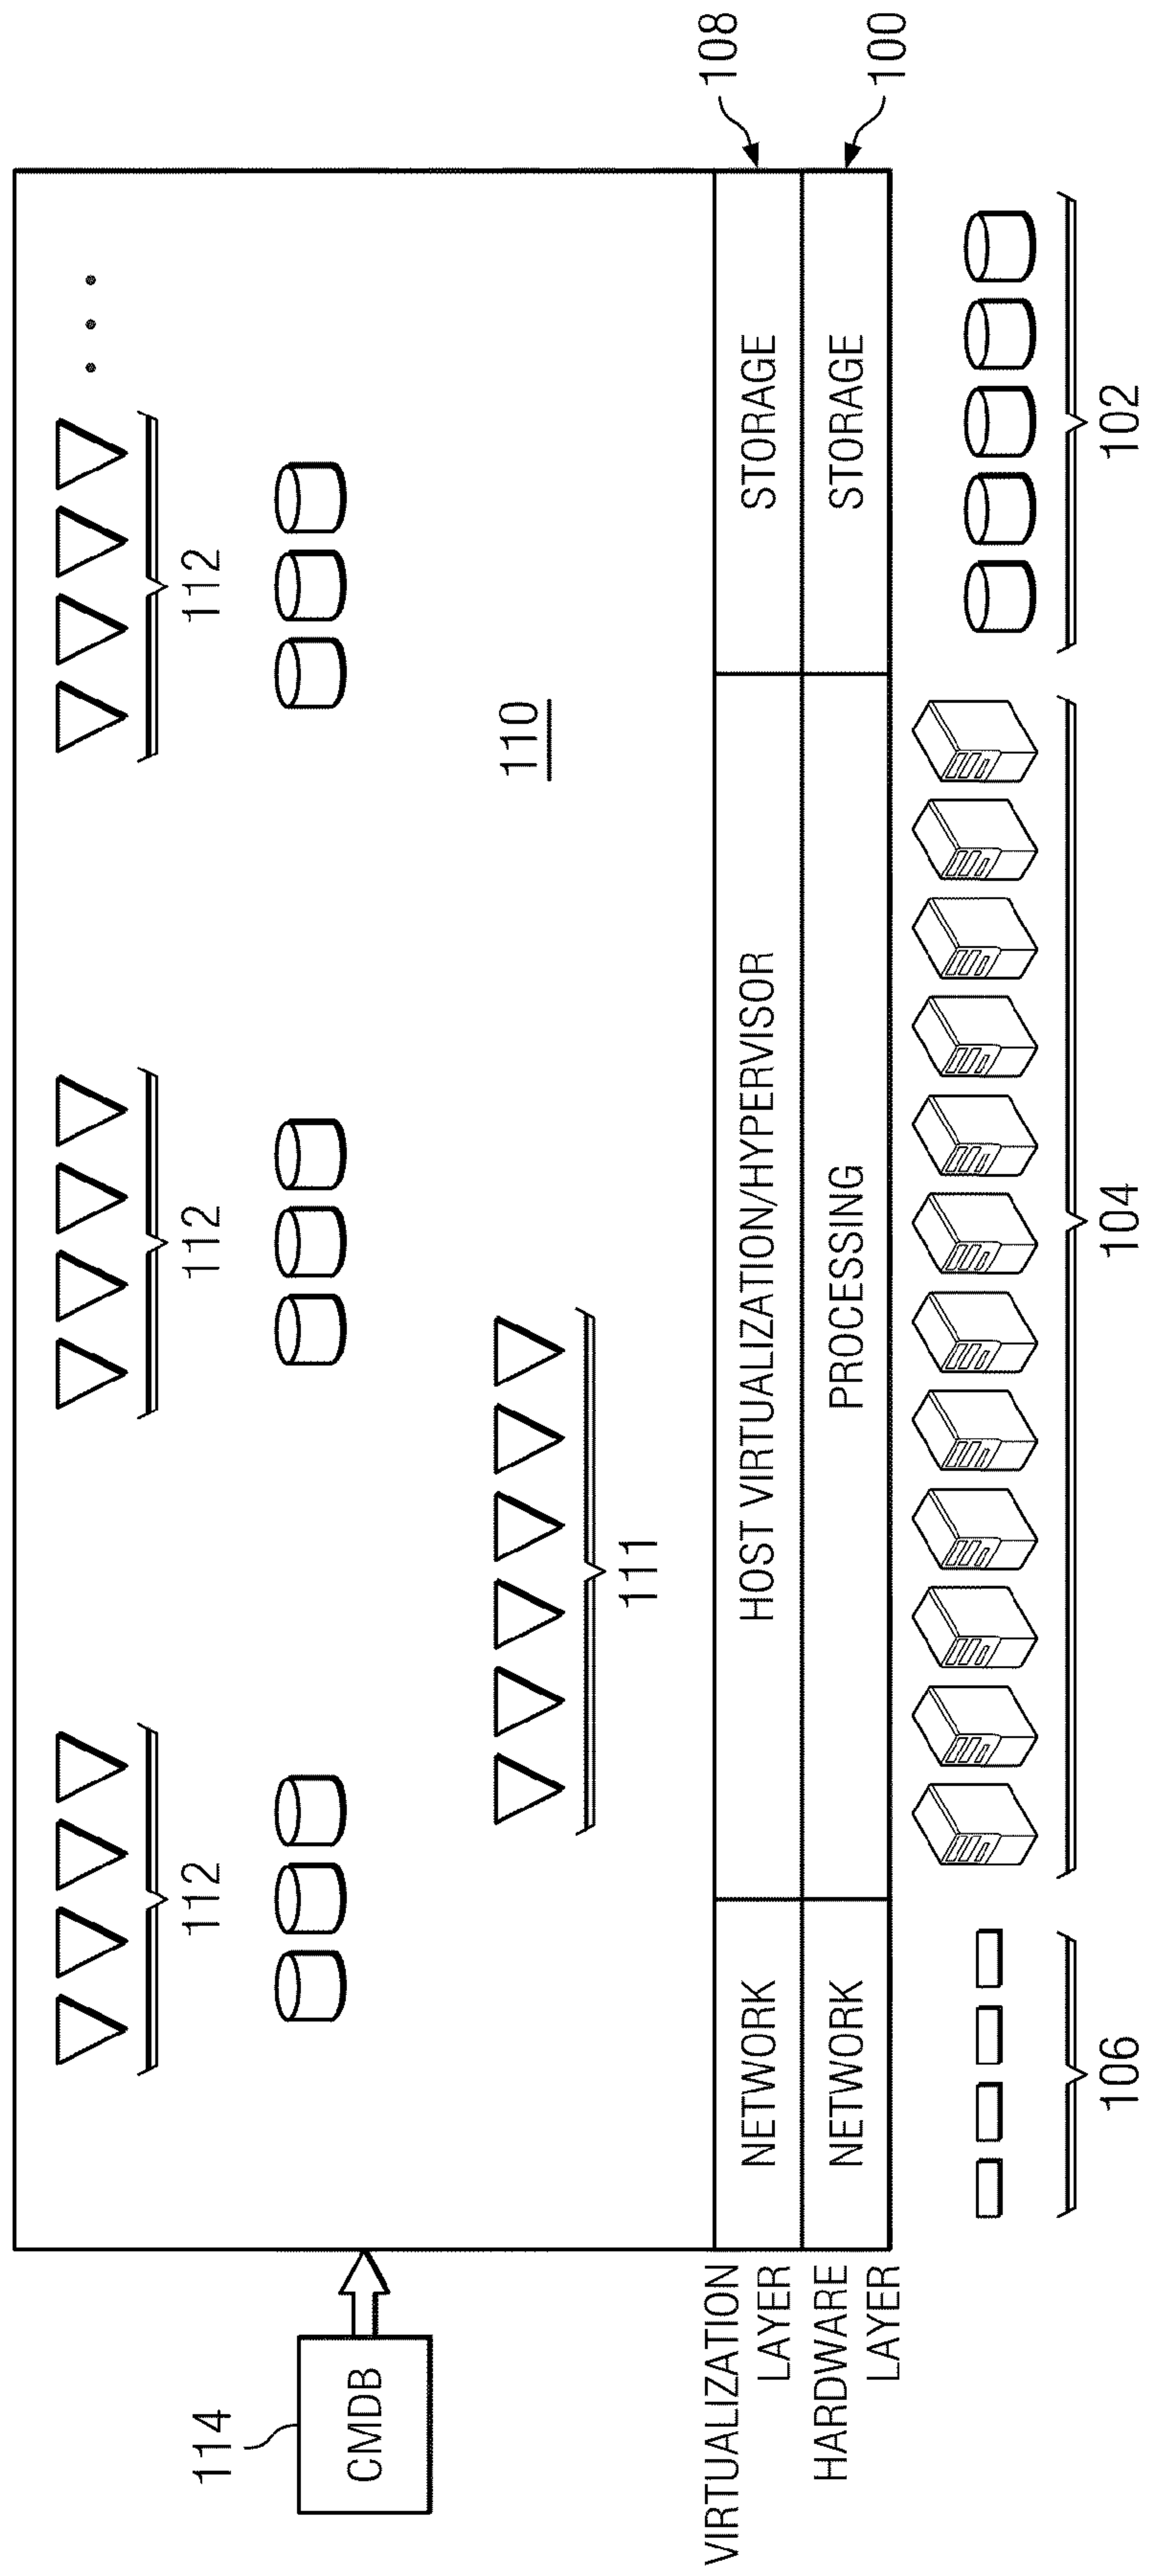 112
112
112
. . .
114
CMDB
111
110
VIRTUALIZATION
LAYER
NETWORK
HOST VIRTUALIZATION/HYPERVISOR
STORAGE
108
HARDWARE
LAYER
NETWORK
PROCESSING
STORAGE
100
106
104
102